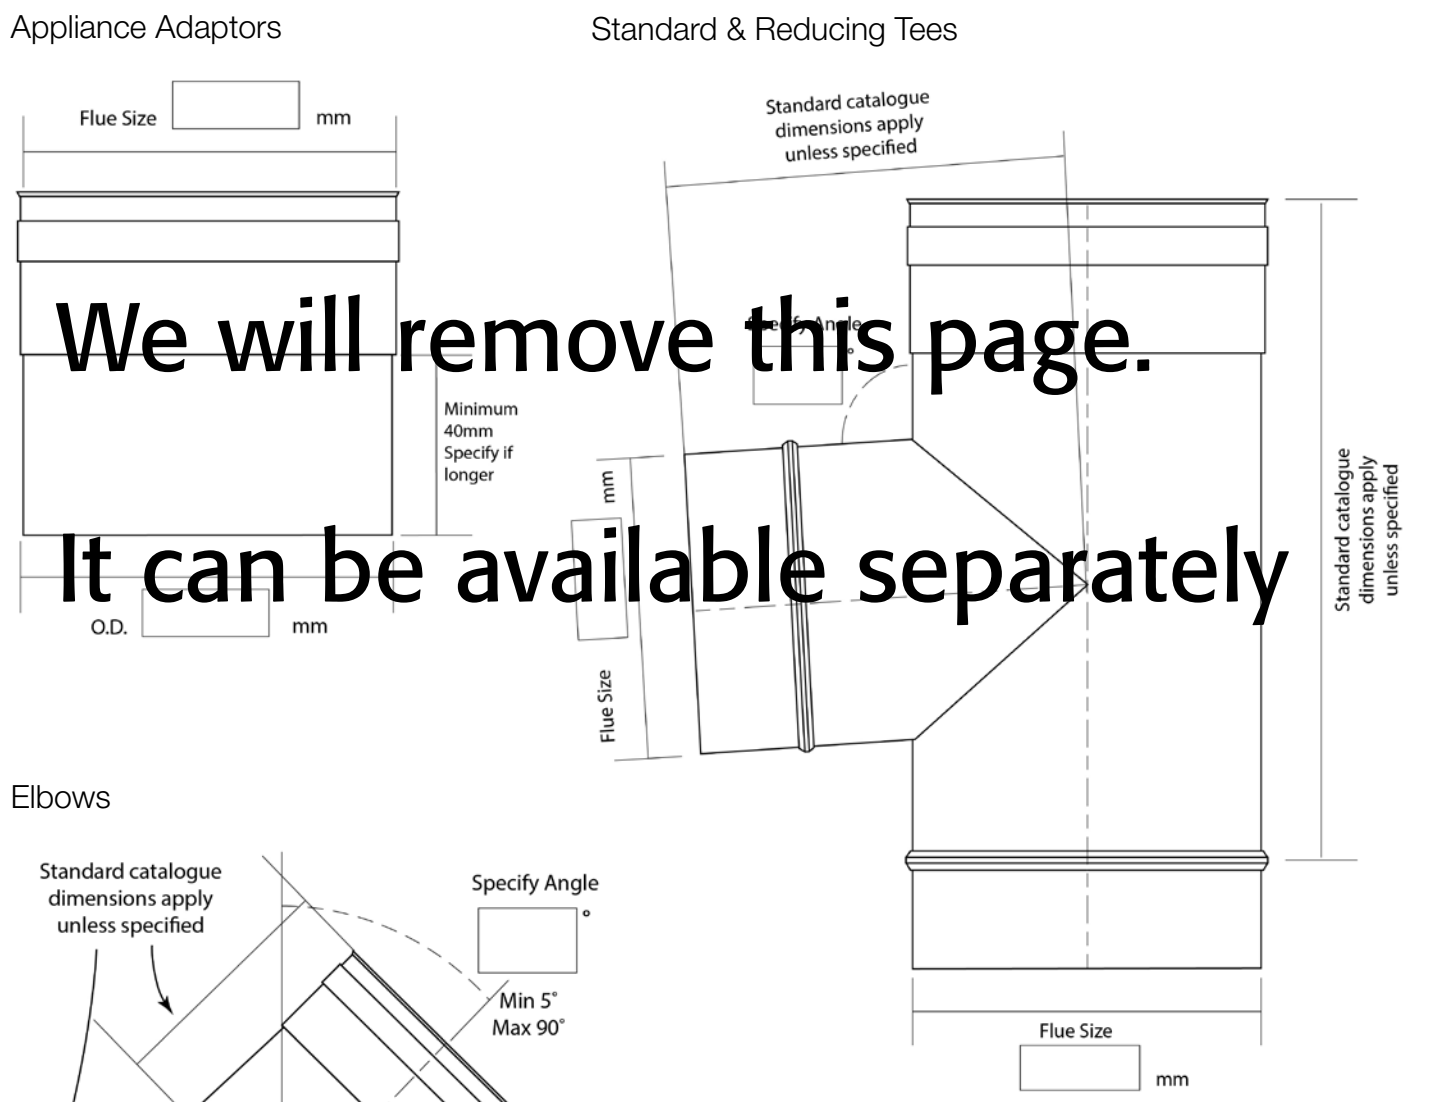 Appliance Adaptors
Flue Size mm
Minimum
40mm
Specify if
longer
O.D. mm
Standard & Reducing Tees
Standard catalogue
dimensions apply
unless specified
Specify Angle
°
mm
Flue Size
Standard catalogue
dimensions apply
unless specified
Flue Size
mm
We will remove this page.
It can be available separately
Elbows
Standard catalogue
dimensions apply
unless specified
Specify Angle
°
Min 5°
Max 90°